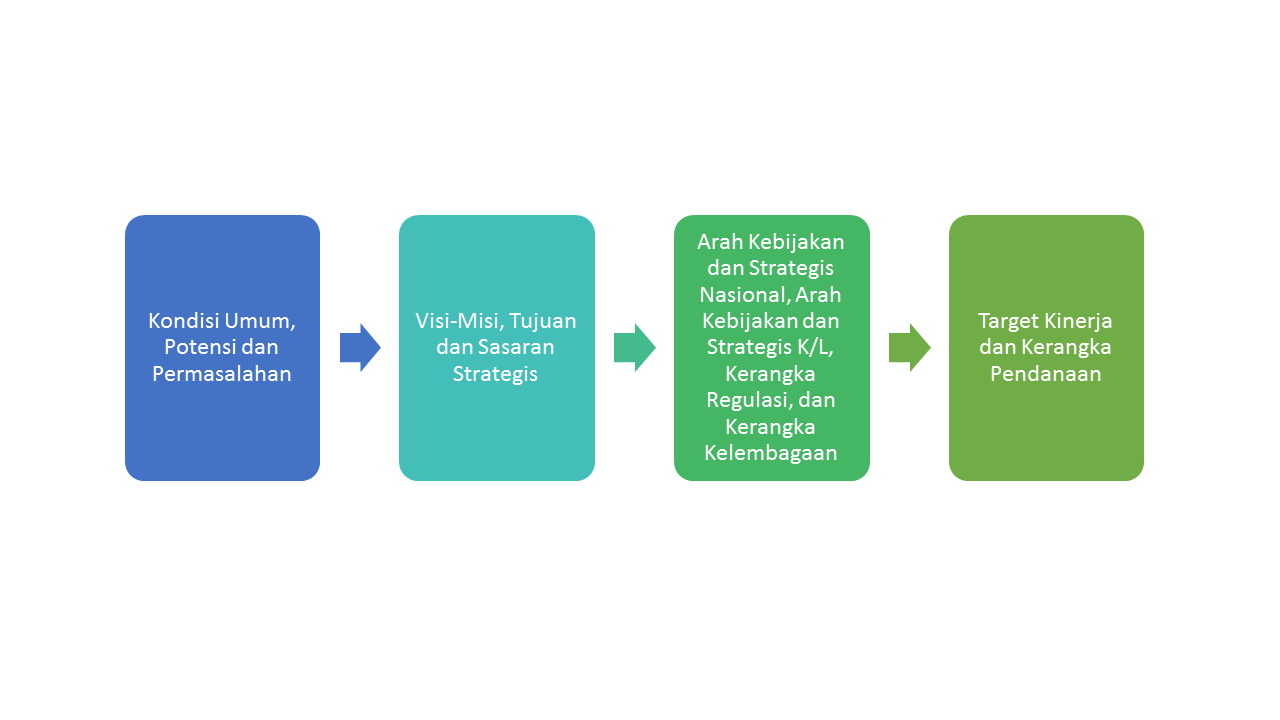 Kondisi Umum,
Potensi dan
Permasalahan
Visi-Misi, Tujuan
dan Sasaran
Strategis
Arah Kebijakan
dan Strategis
Nasional, Arah
Kebijakan dan
Strategis K/L,
Kerangka
Regulasi, dan
Kerangka
Kelembagaan
Target Kinerja
dan Kerangka
Pendanaan